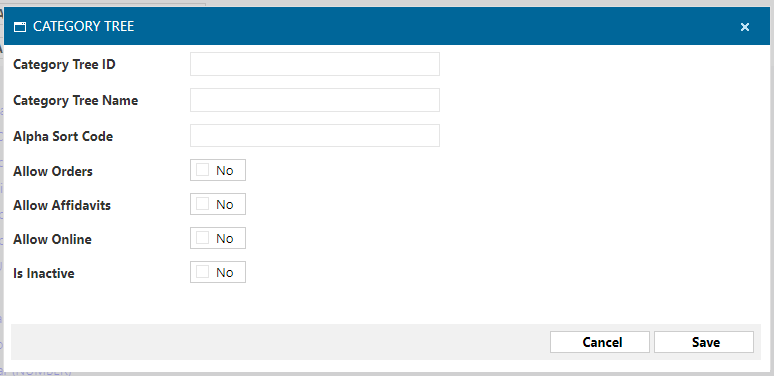 CATEGORY TREE
Category Tree ID
Category Tree Name
Alpha Sort Code
Allow Orders No
Allow Affidavits No
Allow Online No
Is Inactive No
Cancel Save